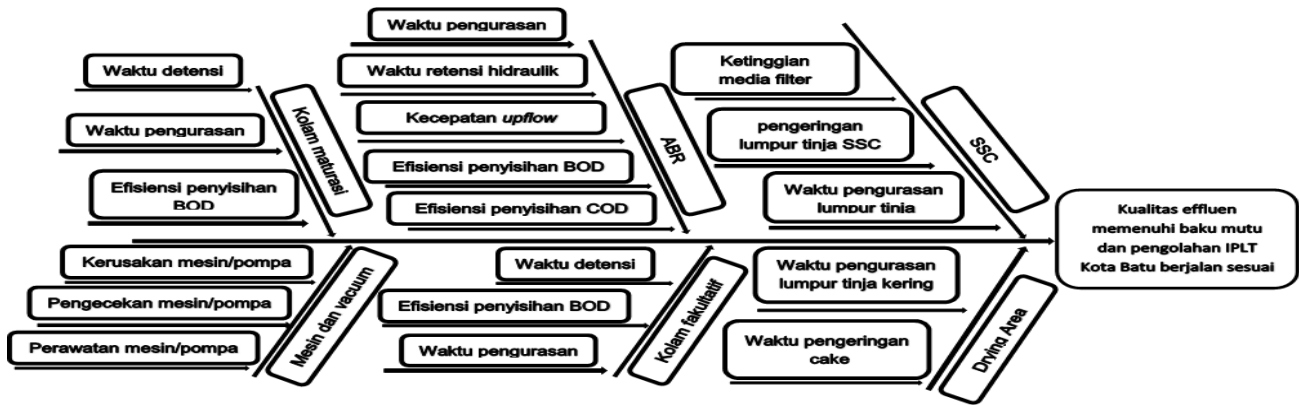 Waktu pengurasan
Waktu retensi hidraulik
Kecepatan upflow
Efisiensi penyisihan BOD
Efisiensi penyisihan COD
ABR
Waktu detensi
Waktu pengurasan
Efisiensi penyisihan
BOD
Kolam maturasi
Ketinggian
media filter
pengeringan
lumpur tinja SSC
Waktu pengurasan
lumpur tinja
SSC
Kualitas effluen
memenuhi baku mutu
dan pengolahan IPLT
Kota Batu berjalan sesuai
Kerusakan mesin/pompa
Pengecekan mesin/pompa
Perawatan mesin/pompa
Mesin dan vacuum
Waktu detensi
Efisiensi penyisihan BOD
Waktu pengurasan
Kolam fakultatif
Waktu pengurasan
lumpur tinja kering
Waktu pengeringan
cake
Drying Area